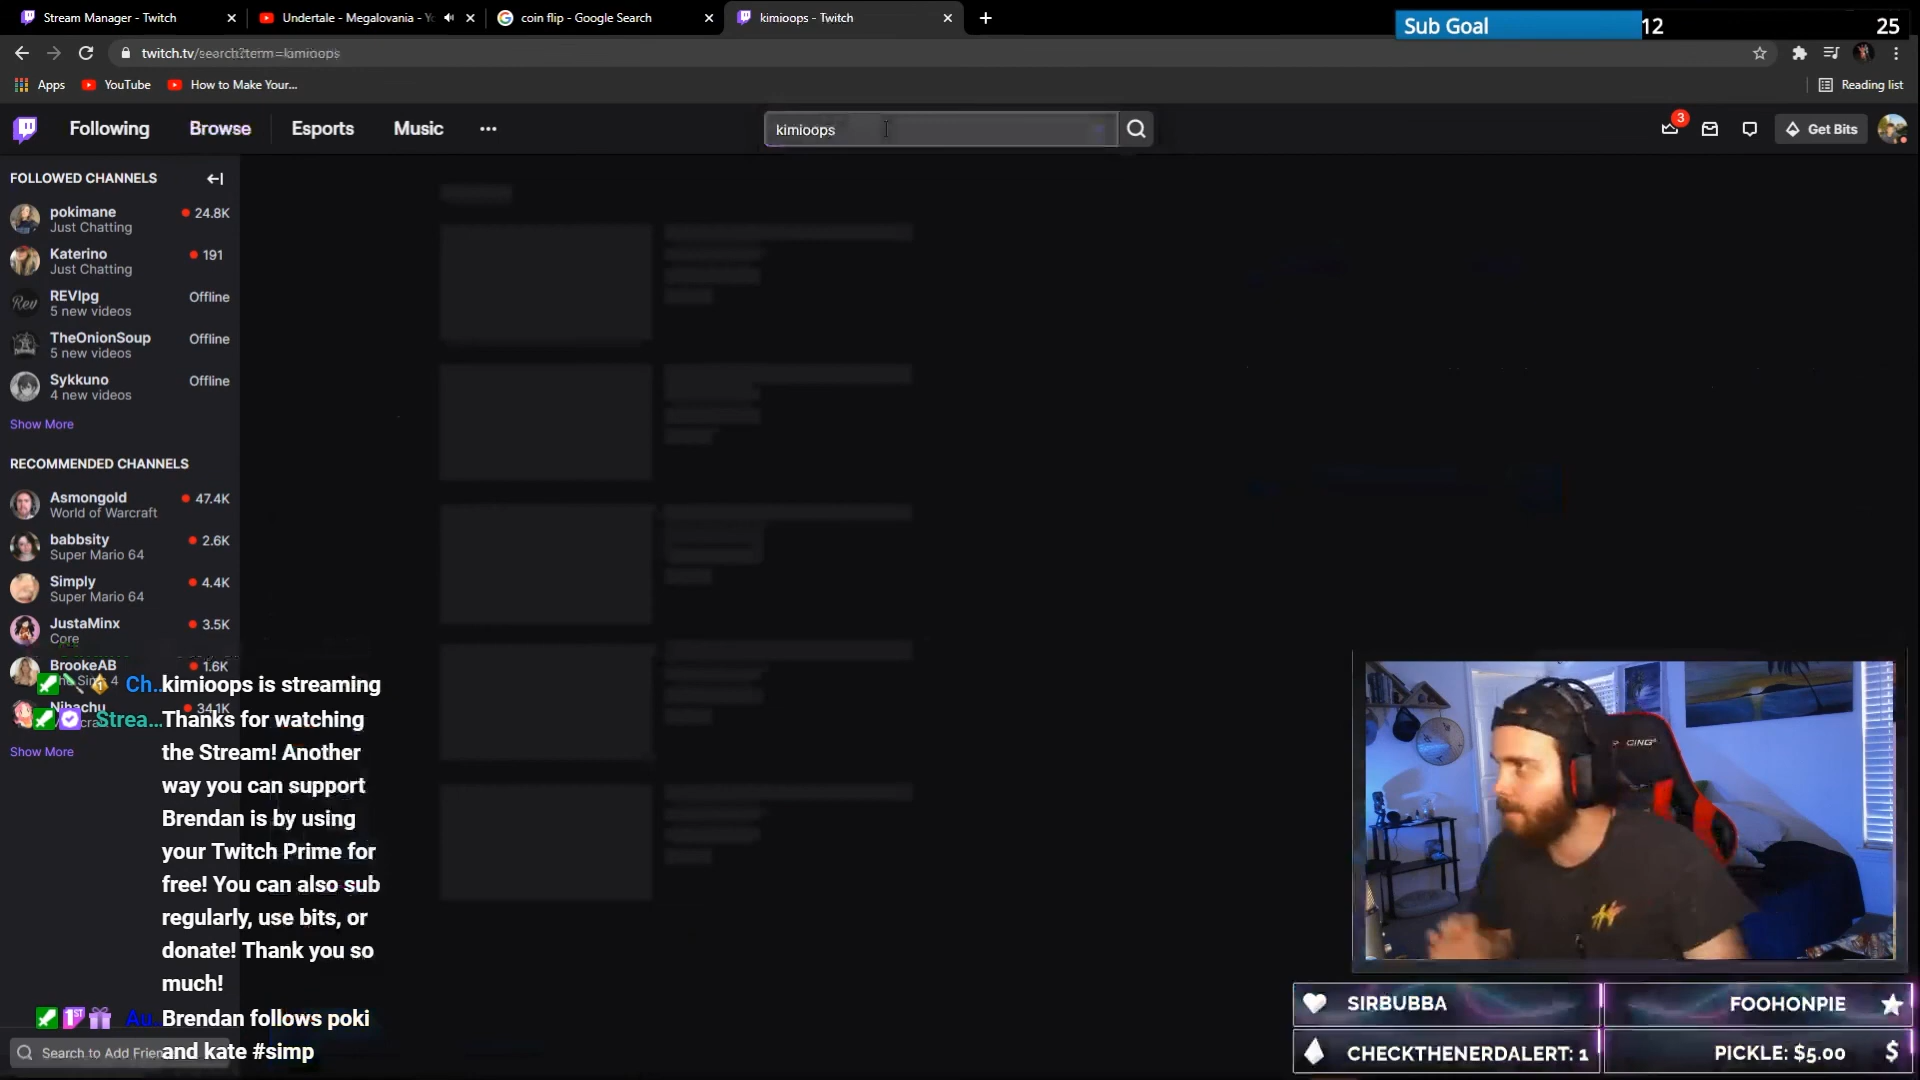 Stream Manager - Twitch
Undertale - Megalovania - Yo
coin flip - Google Search
kimioops - Twitch
Sub Goal
12
25
twitch.tv/search?term=kimioops
Apps
YouTube
How to Make Your...
Reading list
Following
Browse
Esports
Music
kimioops
3
Get Bits
FOLLOWED CHANNELS
pokimane
24.8K
Just Chatting
Katerino
191
Just Chatting
REVIpg
Offline
5 new videos
TheOnionSoup
Offline
5 new videos
Sykkuno
Offline
4 new videos
Show More
RECOMMENDED CHANNELS
Asmongold
47.4K
World of Warcraft
babbsity
2.6K
Super Mario 64
Simply
4.4K
Super Mario 64
JustaMinx
3.5K
Core
BrookeAB
1.6K
Nihachu
34.1K
Show More
Ch... kimioops is streaming
Strea... Thanks for watching
the Stream! Another
way you can support
Brendan is by using
your Twitch Prime for
free! You can also sub
regularly, use bits, or
donate! Thank you so
much!
Au... Brendan follows poki
and kate #simp
Search to Add Frien
SIRBUBBA
FOOHONPIE
CHECKTHENERDALERT: 1
PICKLE: $5.00
$